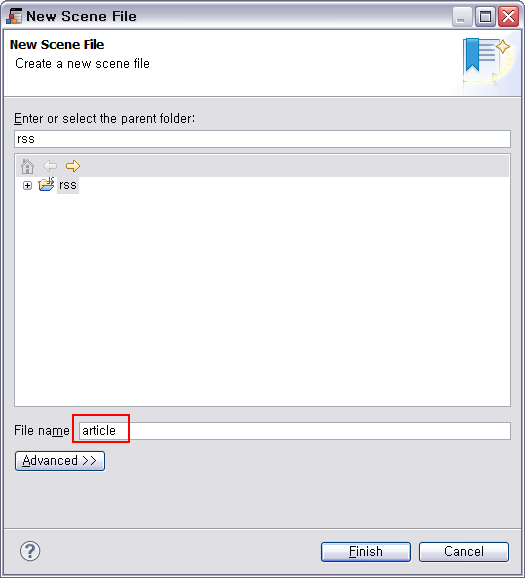 New Scene File
New Scene File
Create a new scene file
Enter or select the parent folder:
rss
rss
File name
article
Advanced >>
Finish
Cancel